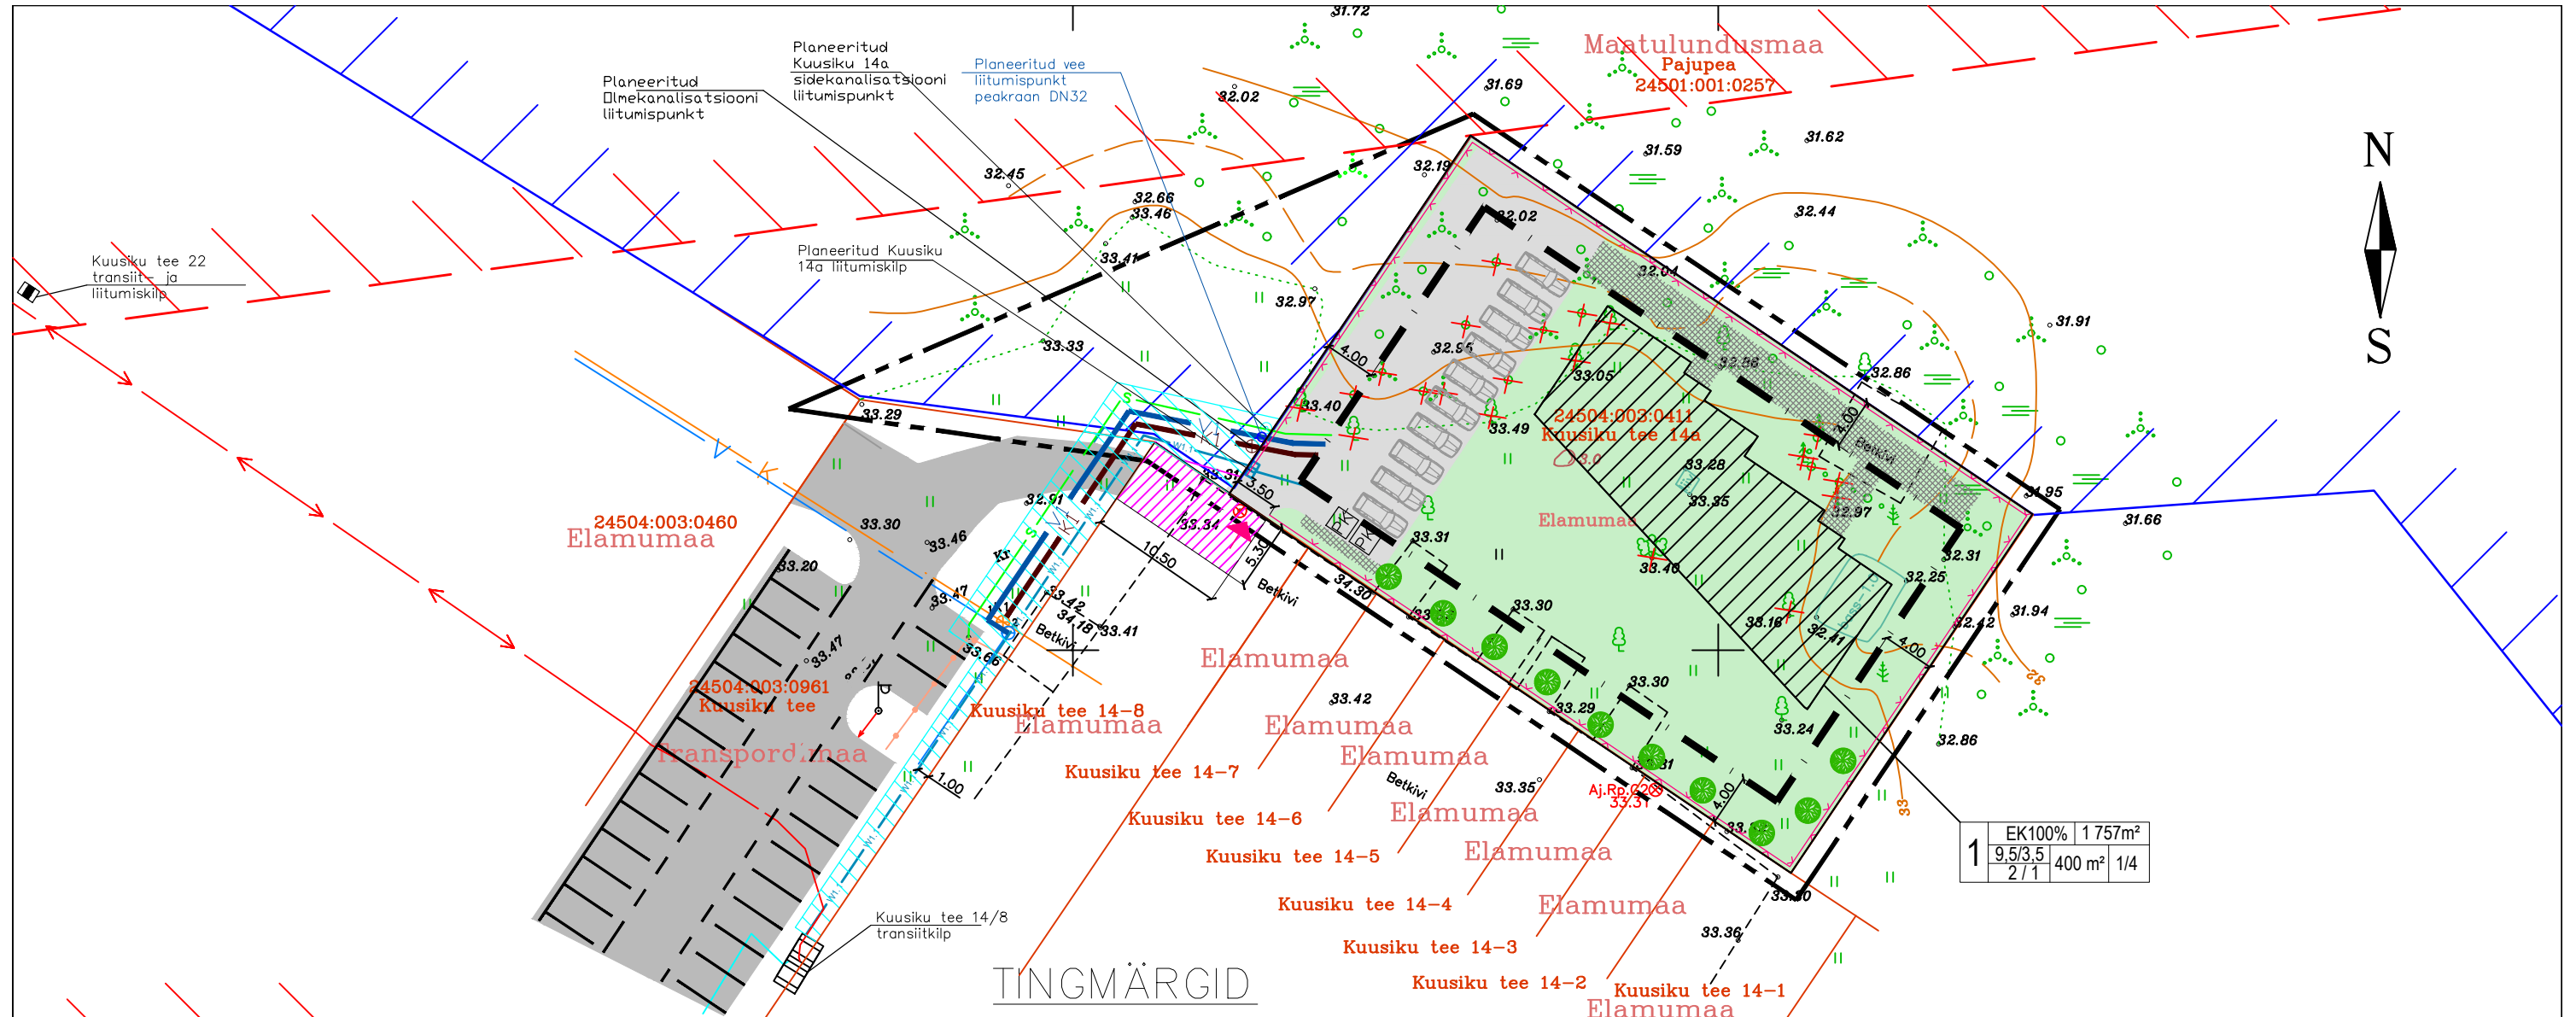 31.72
Maatulundusmaa
Pajupea
24501:001:0257
Planeeritud
Kuusiku 14a
sidekanalisatsiooni
liitumispunkt
Planeeritud vee
liitumispunkt
peakraan DN32
Planeeritud
lmekanalisatsiooni
liitumispunkt
31.69
32.02
31.62
31.59
N
S
32.19
32.45
32.66
33.46
32.02
32.44
Planeeritud Kuusiku
14a liitumiskilp
33.41
Kuusiku tee 22
transiit- ja
liitumiskilp
32.04
32.97
31.91
33.33
32.95
4.00
32.86
32.86
33.05
33.40
33.29
33.49
24504:003:0411
Kuusiku tee 14a
4.00
Betkivi
V
K
S
K1
33.31
3.50
33.28
33.35
32.91
31.95
24504:003:0460
Elamumaa
33.30
33.46
33.34
Elamumaa
32.97
31.66
PK
PK
33.31
Kr
10.50
5.30
33.20
33.40
32.31
32.25
33.47
Betkivi
34.30
33.42
34.18
33.41
Betkivi
33.30
31.94
33.16
32.41
32.42
4.00
33.66
33.47
Elamumaa
32
33.30
24504:003:0961
Kuusiku tee
33.42
33.29
Kuusiku tee 14-8
Elamumaa
Elamumaa
33.24
32.86
Transpordimaa
Elamumaa
Kuusiku tee 14-7
1.00
Betkivi
33.35
4.00
33
Elamumaa
Kuusiku tee 14-6
1
EK100%
1 757m²
9,5/3,5
2 / 1
400 m²
1/4
Elamumaa
Kuusiku tee 14-5
Elamumaa
Kuusiku tee 14-4
Kuusiku tee 14/8
transiitkilp
33.36
Kuusiku tee 14-3
TINGMÄRGID
Kuusiku tee 14-2
Kuusiku tee 14-1
Elamumaa